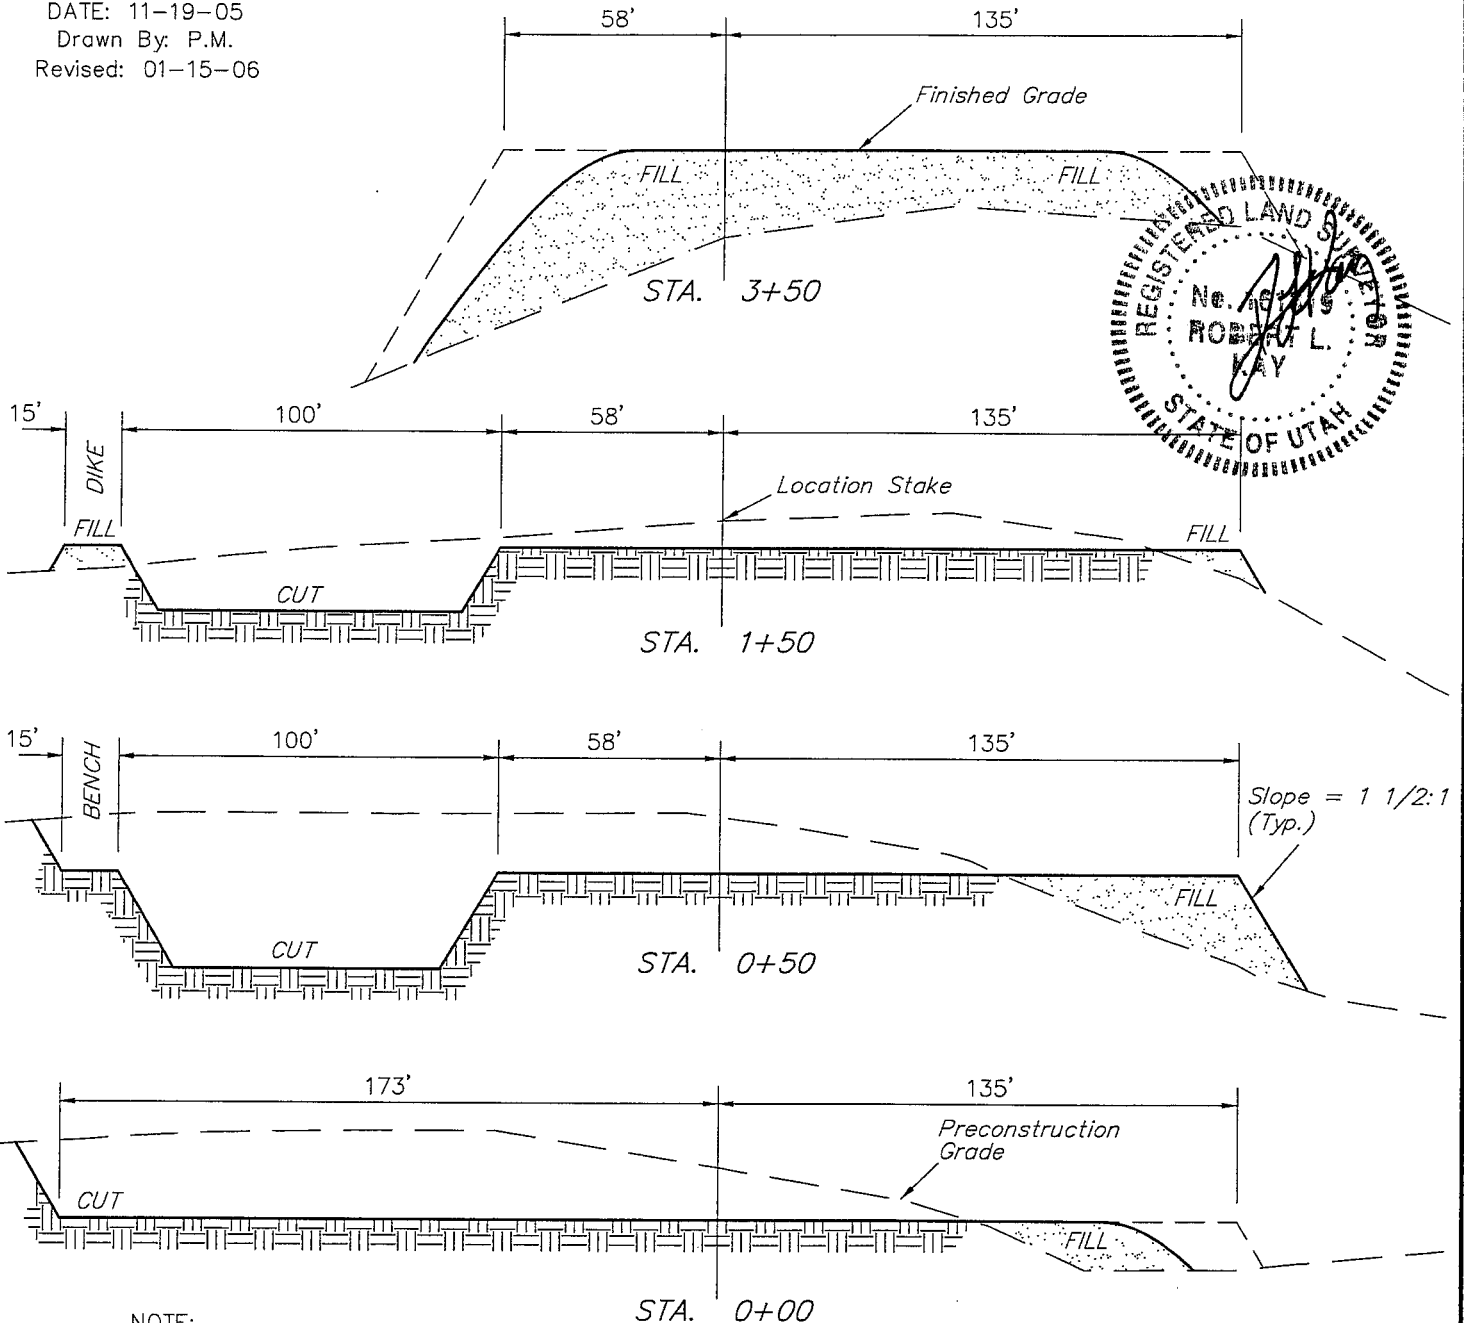 DATE: 11-19-05
Drawn By: P.M.
Revised: 01-15-06
58'
135'
Finished Grade
FILL
FILL
STA. 3+50
REGISTERED LAND SURVEYOR
No.
ROBERT L.
KAY
STATE OF UTAH
15'
DIKE
100'
58'
135'
Location Stake
FILL
FILL
CUT
STA. 1+50
15'
BENCH
100'
58'
135'
Slope = 1 1/2:1
(Typ.)
FILL
CUT
STA. 0+50
173'
135'
Preconstruction
Grade
CUT
FILL
STA. 0+00
NOTE: